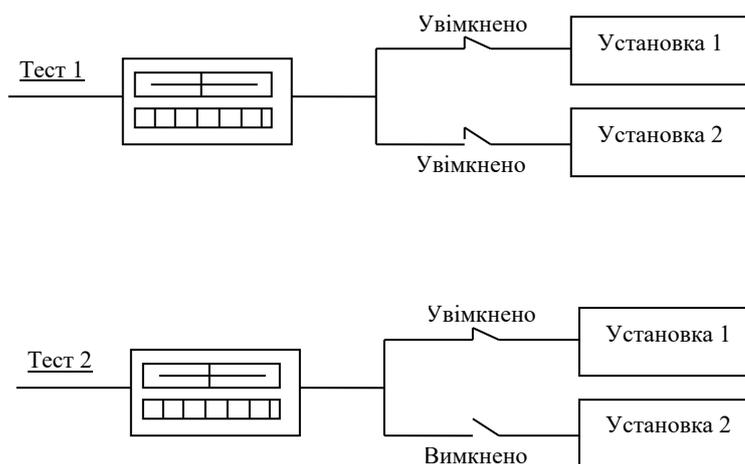 Увімкнено
Установка 1
Тест 1
Установка 2
Увімкнено
Увімкнено
Установка 1
Тест 2
Установка 2
Вимкнено